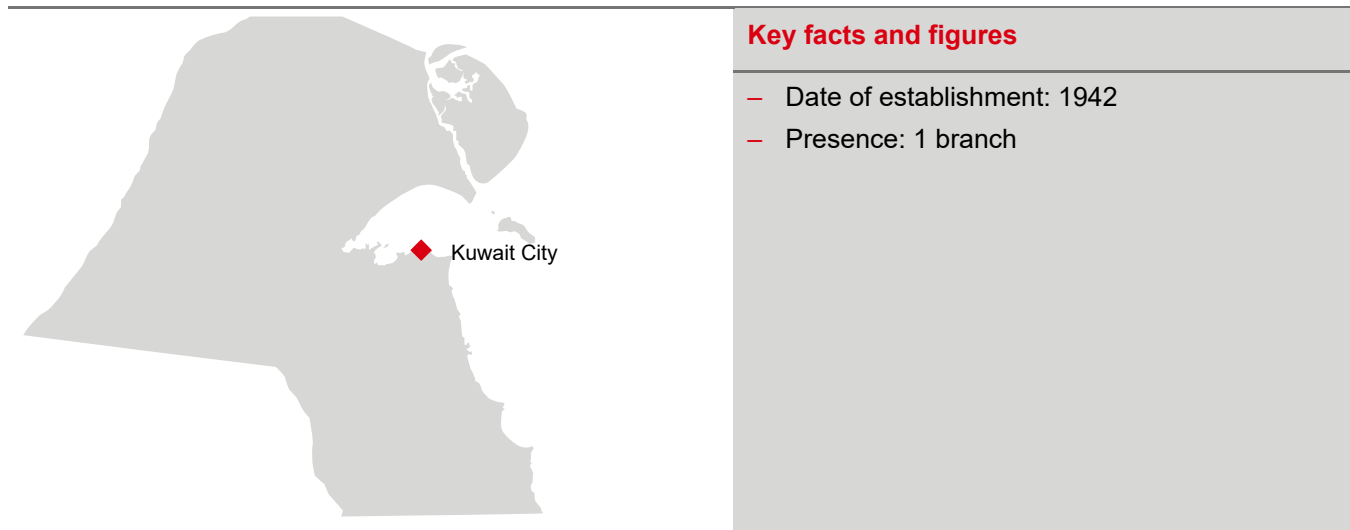 Key facts and figures
– Date of establishment: 1942
– Presence: 1 branch
Kuwait City